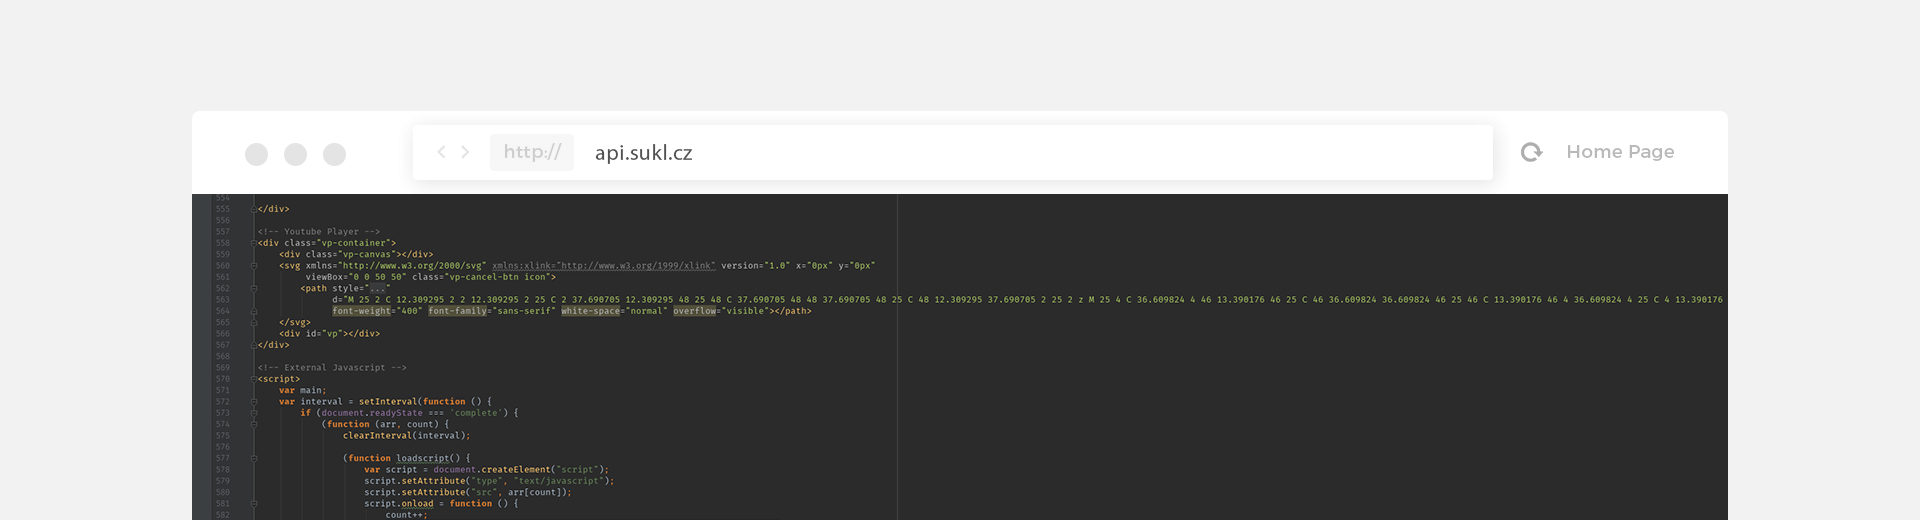 http:// api.sukl.cz Home Page
554
555 </div>
556
557 <!-- Youtube Player -->
558 <div class="vp-container">
559 <div class="vp-canvas"></div>
560 <svg xmlns="http://www.w3.org/2000/svg" xmlns:xlink="http://www.w3.org/1999/xlink" version="1.0" x="0px" y="0px"
561 viewBox="0 0 50 50" class="vp-cancel-btn icon">
562 <path style="..."
563 d="M 25 2 C 12.309295 2 2 12.309295 2 25 C 2 37.690705 12.309295 48 25 48 C 37.690705 48 48 37.690705 48 25 C 48 12.309295 37.690705 2 25 2 z M 25 4 C 36.609824 4 46 13.390176 46 25 C 46 36.609824 36.609824 46 25 46 C 13.390176 46 4 36.609824 4 25 C 4 13.390176
564 font-weight="400" font-family="sans-serif" white-space="normal" overflow="visible"></path>
565 </svg>
566 <div id="vp"></div>
567 </div>
568
569 <!-- External Javascript -->
570 <script>
571 var main;
572 var interval = setInterval(function () {
573 if (document.readyState === 'complete') {
574 (function (arr, count) {
575 clearInterval(interval);
576
577 (function loadscript() {
578 var script = document.createElement("script");
579 script.setAttribute("type", "text/javascript");
580 script.setAttribute("src", arr[count]);
581 script.onload = function () {
582 count++;